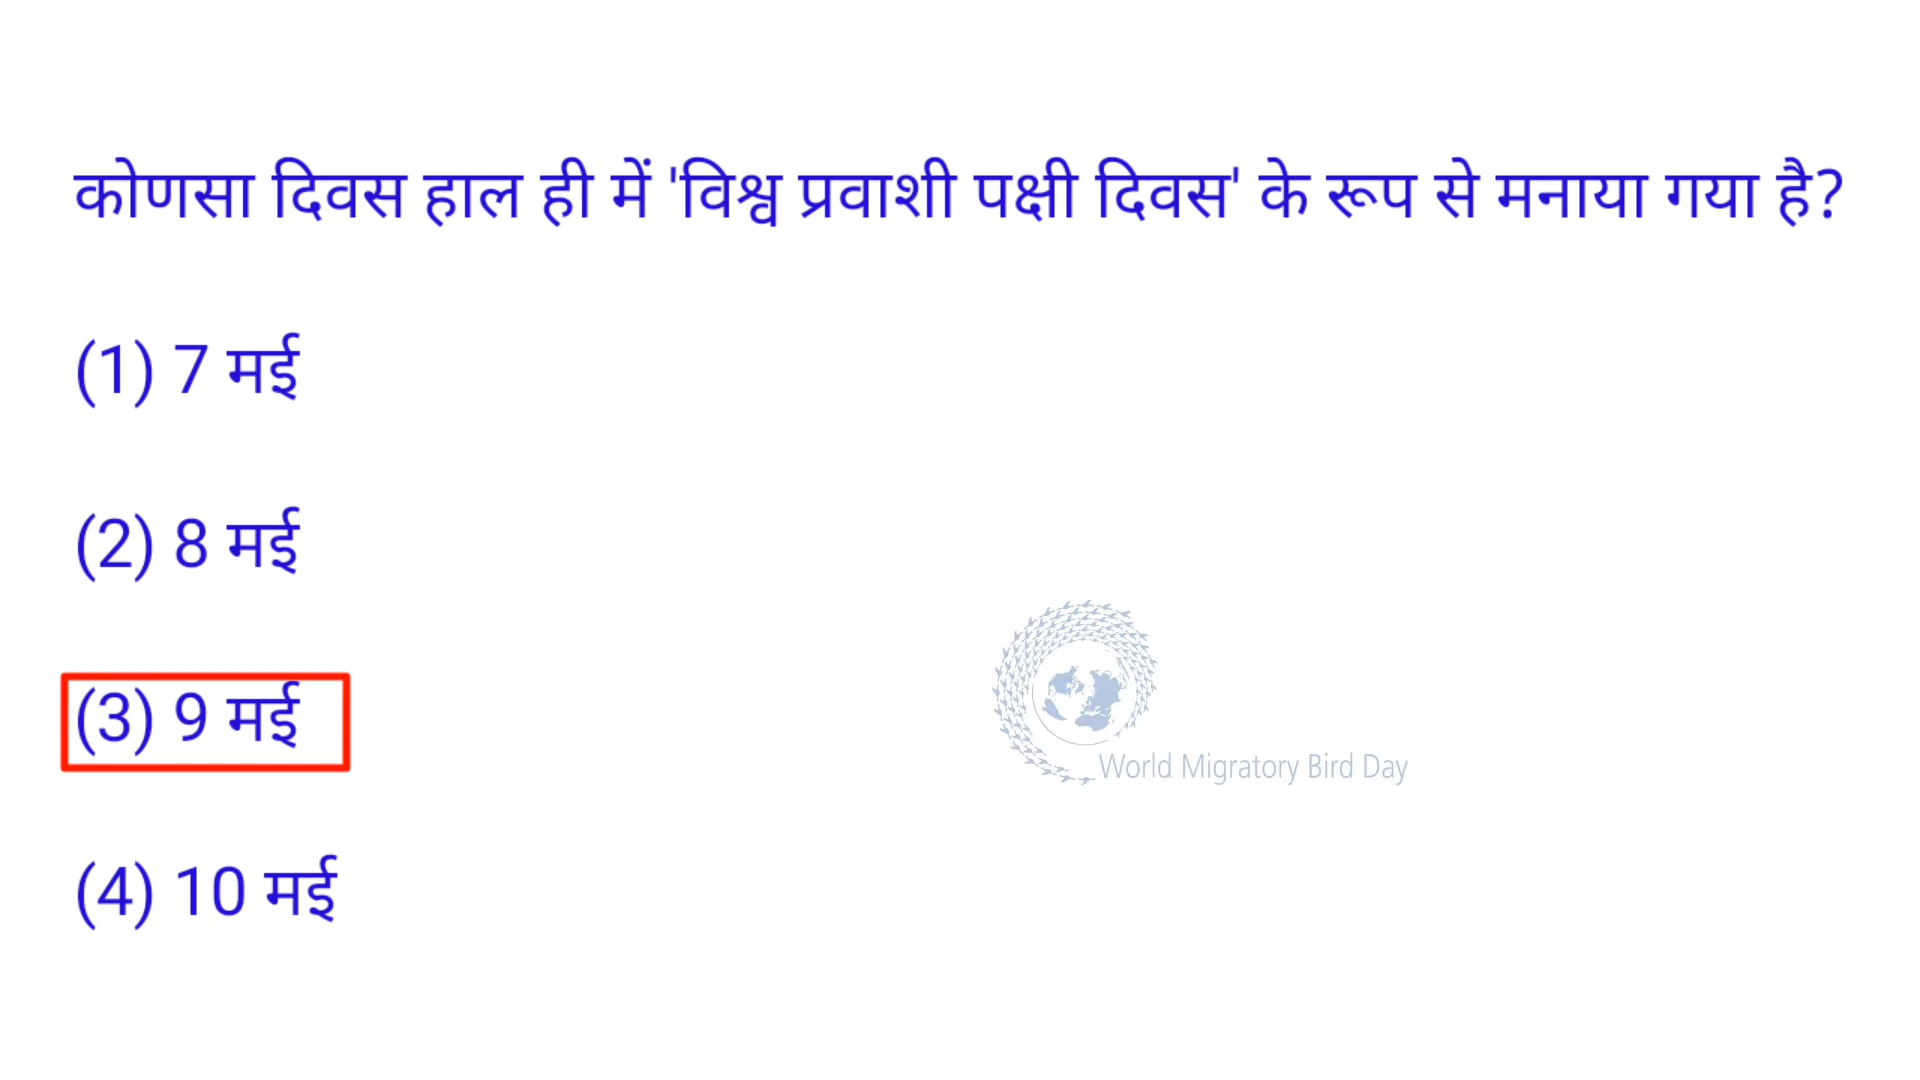 कोणसा दिवस हाल ही में 'विश्व प्रवाशी पक्षी दिवस' के रूप से मनाया गया है?
(1) 7 मई
(2) 8 मई
(3) 9 मई
World Migratory Bird Day
(4) 10 मई